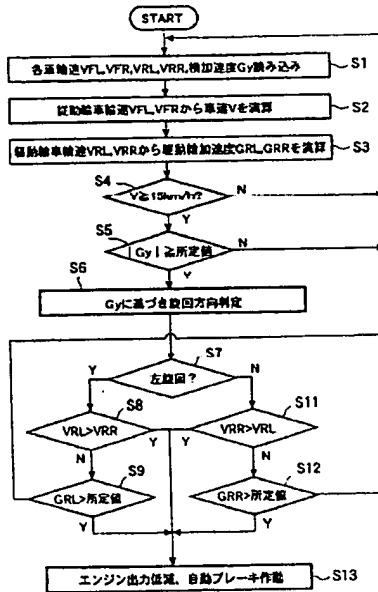 START
各車輪速VFL,VFR,VRL,VRR,横加速度Gy読み込み
S1
従動輪車輪速VFL,VFRから車速Vを演算
S2
駆動輪車輪速VRL,VRRから駆動輪加速度GRL,GRRを演算
S3
S4
V≧15km/h?
N
Y
S5
|Gy|≧所定値
N
Y
S6
Gyに基づき旋回方向判定
S7
Y
左旋回?
N
S8
VRL>VRR
Y
N
S11
VRR>VRL
Y
N
S9
GRL>所定値
Y
S12
GRR>所定値
Y
エンジン出力低減、自動ブレーキ作動
S13